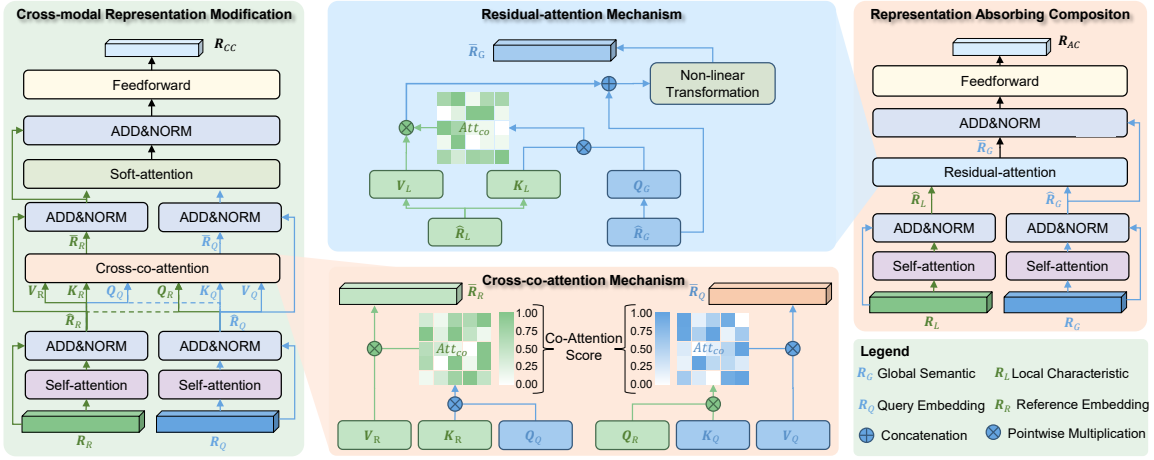 Cross-modal Representation Modification
R_CC
Feedforward
ADD&NORM
Soft-attention
ADD&NORM ADD&NORM
R̅_R R̅_Q
Cross-co-attention
V_R K_R Q_Q Q_R K_Q V_Q
R̂_R R̂_Q
ADD&NORM ADD&NORM
Self-attention Self-attention
R_R R_Q
Residual-attention Mechanism
R̅_G
Non-linear
Transformation
Att_co
V_L K_L Q_G
R̂_L R̂_G
Cross-co-attention Mechanism
R̅_R R̅_Q
1.00 1.00
0.75 0.75
0.50 0.50
0.25 0.25
0.00 0.00
Att_co Co-Attention Att_co
Score
V_R K_R Q_Q Q_R K_Q V_Q
Representation Absorbing Compositon
R_AC
Feedforward
ADD&NORM
R̅_G
Residual-attention
R̂_L R̂_G
ADD&NORM ADD&NORM
Self-attention Self-attention
R_L R_G
Legend
R_G Global Semantic R_L Local Characteristic
R_Q Query Embedding R_R Reference Embedding
⊕ Concatenation ⊗ Pointwise Multiplication